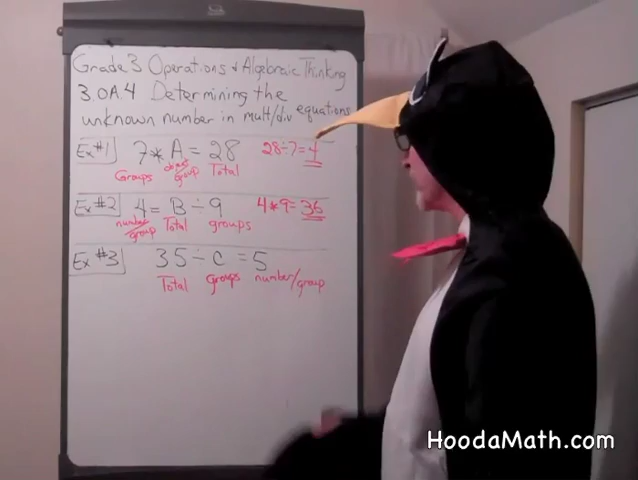 Grade 3 Operations & Algebraic Thinking
3.OA.4 Determining the
unknown number in mult/div equations
Ex #1 7 * A = 28 28÷7=4
Groups object/group Total
Ex #2 4 = B ÷ 9 4*9=36
number/group Total groups
Ex #3 35 ÷ C = 5
Total groups number/group
HoodaMath.com